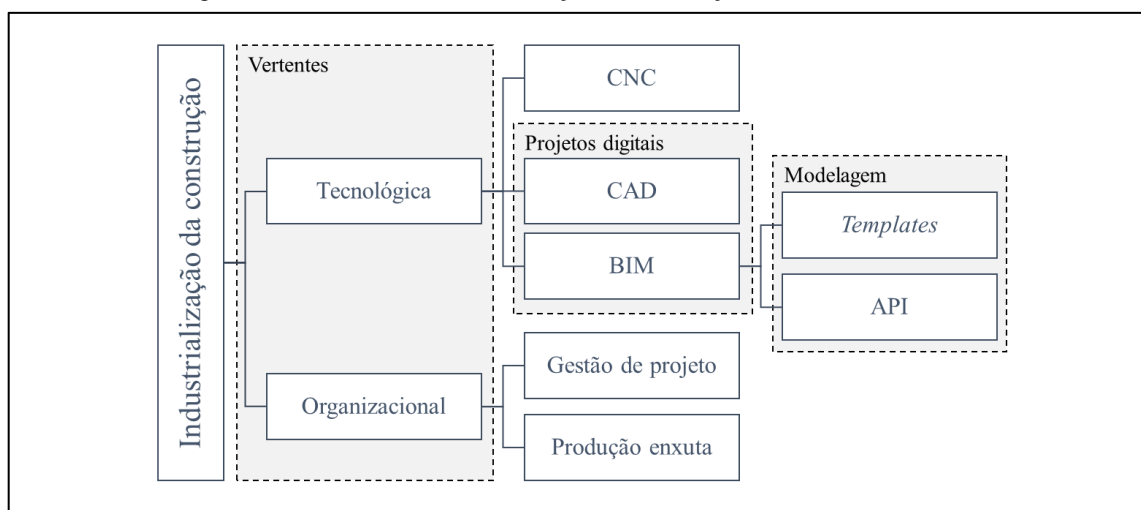 Industrialização da construção
Vertentes
Tecnológica
Organizacional
CNC
Projetos digitais
CAD
BIM
Modelagem
Templates
API
Gestão de projeto
Produção enxuta